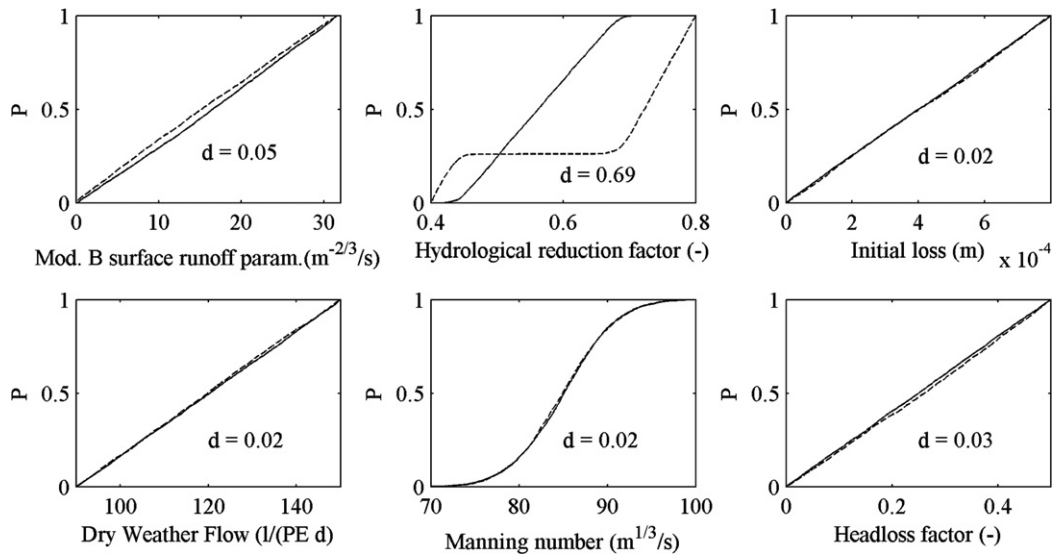 1
P
0.5
d = 0.05
0
0 10 20 30
Mod. B surface runoff param.(m^-2/3/s)
1
P
0.5
d = 0.69
0
0.4 0.6 0.8
Hydrological reduction factor (-)
1
P
0.5
d = 0.02
0
0 2 4 6
Initial loss (m) x 10^-4
1
P
0.5
d = 0.02
0
100 120 140
Dry Weather Flow (l/(PE d)
1
P
0.5
d = 0.02
0
70 80 90 100
Manning number (m^1/3/s)
1
P
0.5
d = 0.03
0
0 0.2 0.4
Headloss factor (-)